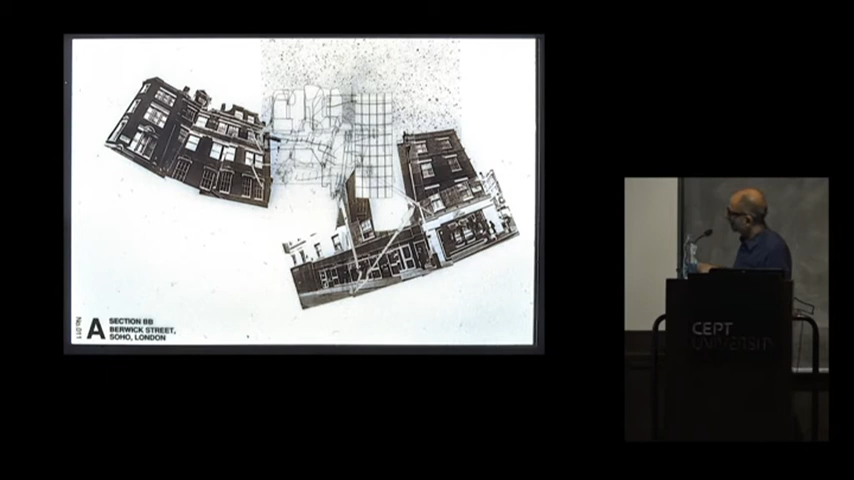 No.011
A
SECTION BB
BERWICK STREET,
SOHO, LONDON
CEPT
UNIVERSITY